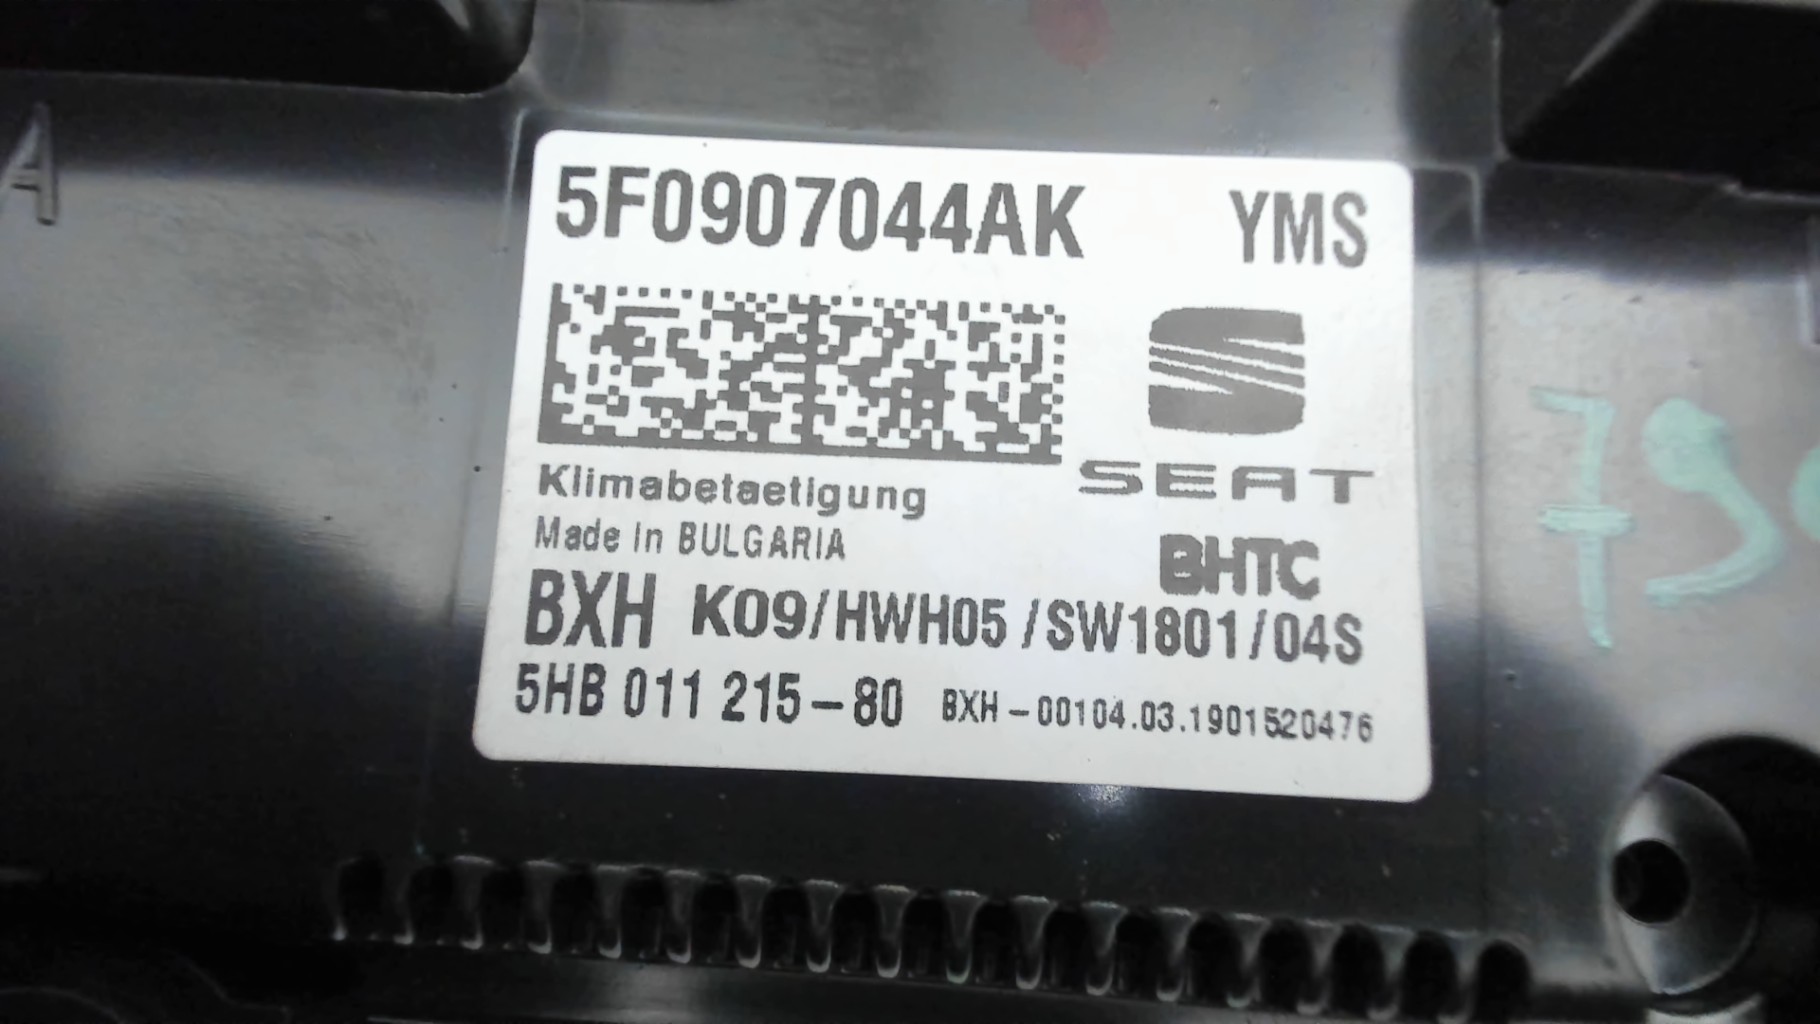 A
5F0907044AK YMS
SEAT
Klimabetaetigung
Made in BULGARIA
BHTC
BXH K09/HWH05 /SW1801/04S
5HB 011 215-80 BXH-00104.03.1901520476
79